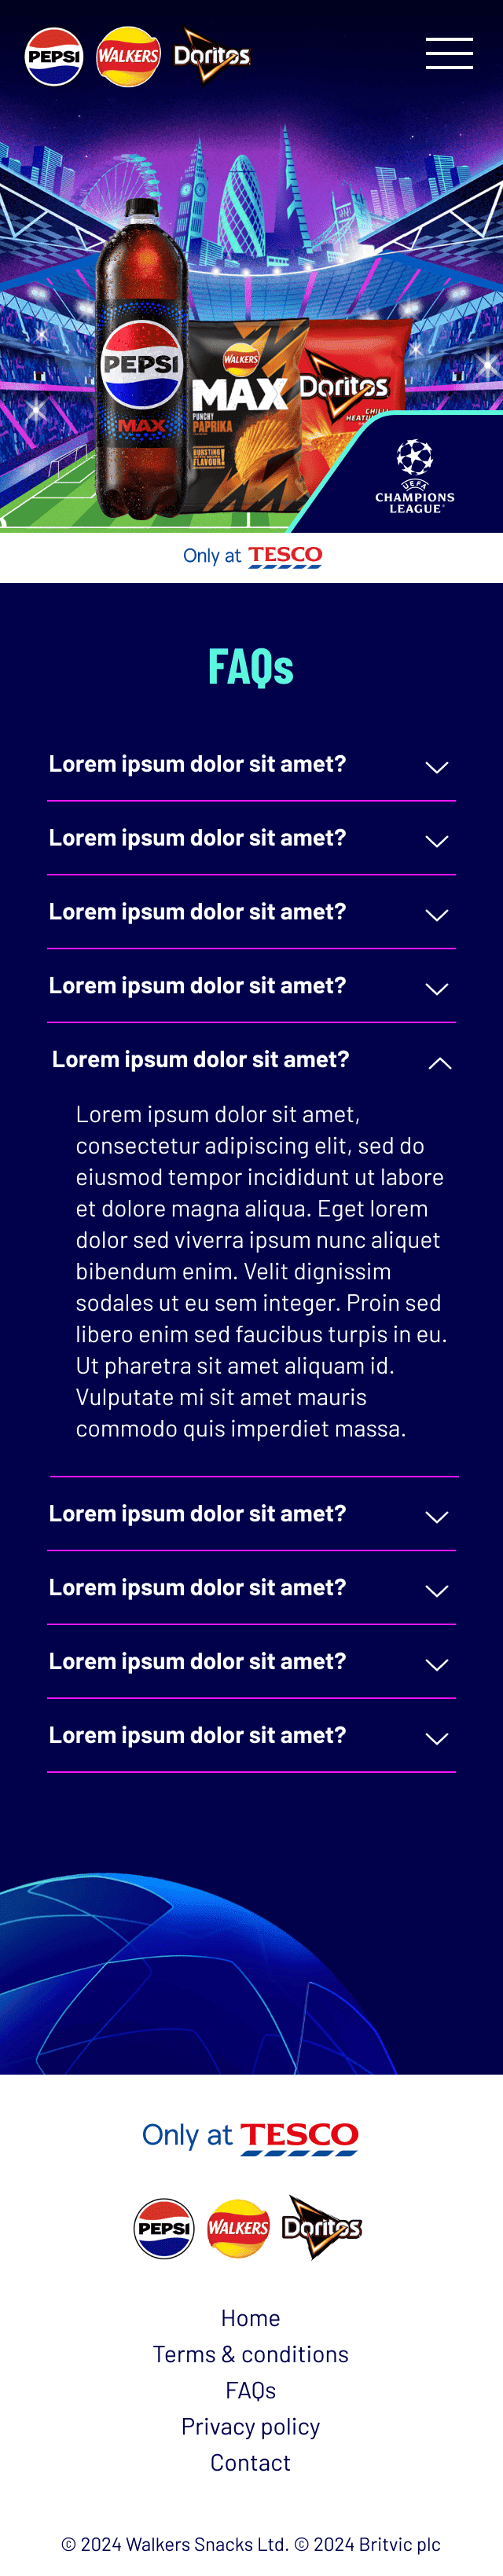 PEPSI WALKERS Doritos
PEPSI
MAX
WALKERS
MAX
PUNCHY
PAPRIKA
BURSTING
FLAVOUR!
Doritos
CHILLI
HEATWAVE
UEFA
CHAMPIONS
LEAGUE
Only at TESCO
FAQs
Lorem ipsum dolor sit amet?
Lorem ipsum dolor sit amet?
Lorem ipsum dolor sit amet?
Lorem ipsum dolor sit amet?
Lorem ipsum dolor sit amet?
Lorem ipsum dolor sit amet,
consectetur adipiscing elit, sed do
eiusmod tempor incididunt ut labore
et dolore magna aliqua. Eget lorem
dolor sed viverra ipsum nunc aliquet
bibendum enim. Velit dignissim
sodales ut eu sem integer. Proin sed
libero enim sed faucibus turpis in eu.
Ut pharetra sit amet aliquam id.
Vulputate mi sit amet mauris
commodo quis imperdiet massa.
Lorem ipsum dolor sit amet?
Lorem ipsum dolor sit amet?
Lorem ipsum dolor sit amet?
Lorem ipsum dolor sit amet?
Only at TESCO
PEPSI WALKERS Doritos
Home
Terms & conditions
FAQs
Privacy policy
Contact
© 2024 Walkers Snacks Ltd. © 2024 Britvic plc